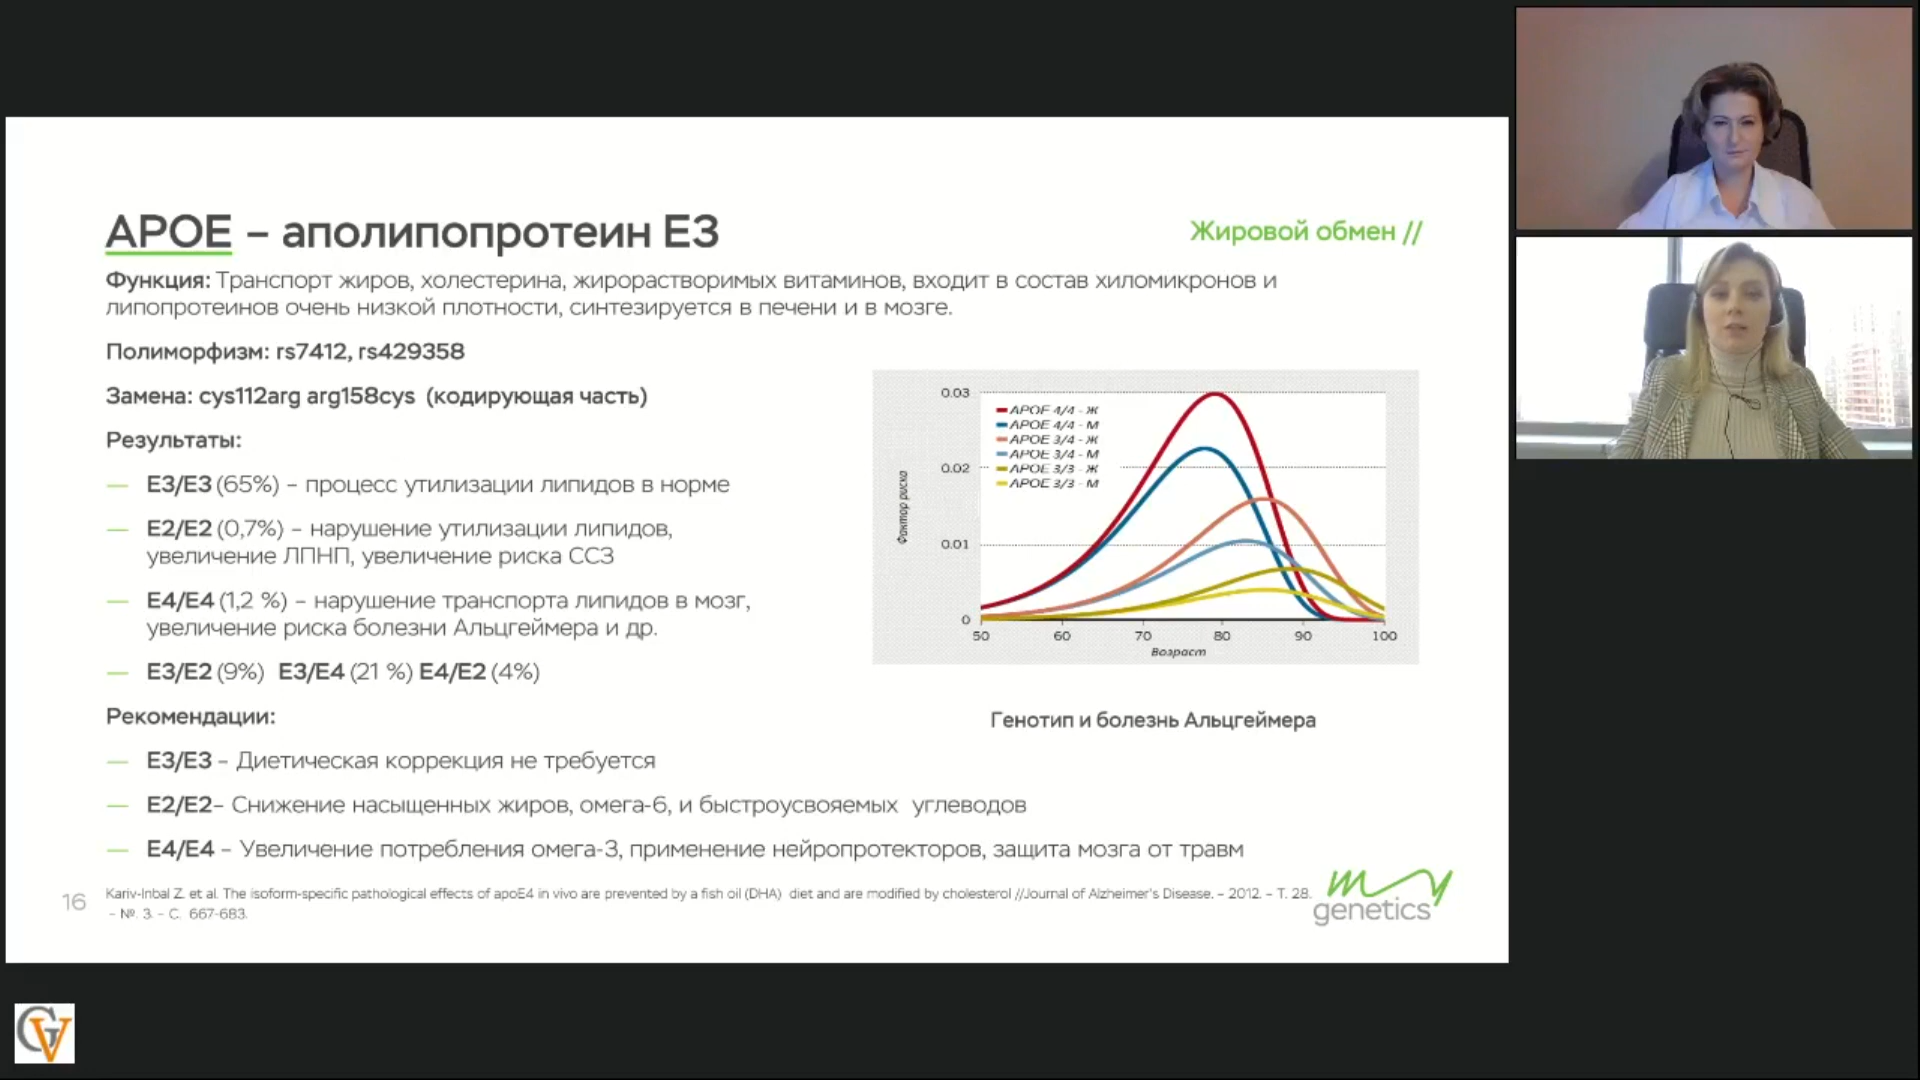 APOE – аполипопротеин E3
Жировой обмен //
Функция: Транспорт жиров, холестерина, жирорастворимых витаминов, входит в состав хиломикронов и
липопротеинов очень низкой плотности, синтезируется в печени и в мозге.
Полиморфизм: rs7412, rs429358
Замена: cys112arg arg158cys (кодирующая часть)
Результаты:
— E3/E3 (65%) – процесс утилизации липидов в норме
— E2/E2 (0,7%) – нарушение утилизации липидов,
увеличение ЛПНП, увеличение риска ССЗ
— E4/E4 (1,2 %) – нарушение транспорта липидов в мозг,
увеличение риска болезни Альцгеймера и др.
— E3/E2 (9%) E3/E4 (21 %) E4/E2 (4%)
Рекомендации:
— E3/E3 – Диетическая коррекция не требуется
— E2/E2– Снижение насыщенных жиров, омега-6, и быстроусвояемых углеводов
— E4/E4 – Увеличение потребления омега-3, применение нейропротекторов, защита мозга от травм
0.03
0.02
0.01
0
Фактор риска
APOE 4/4 - Ж
APOE 4/4 - М
APOE 3/4 - Ж
APOE 3/4 - М
APOE 3/3 - Ж
APOE 3/3 - М
50 60 70 80 90 100
Возраст
Генотип и болезнь Альцгеймера
16
Kariv-Inbal Z. et al. The isoform-specific pathological effects of apoE4 in vivo are prevented by a fish oil (DHA) diet and are modified by cholesterol //Journal of Alzheimer's Disease. – 2012. – Т. 28.
– №. 3. – С. 667-683.
my
genetics
GV